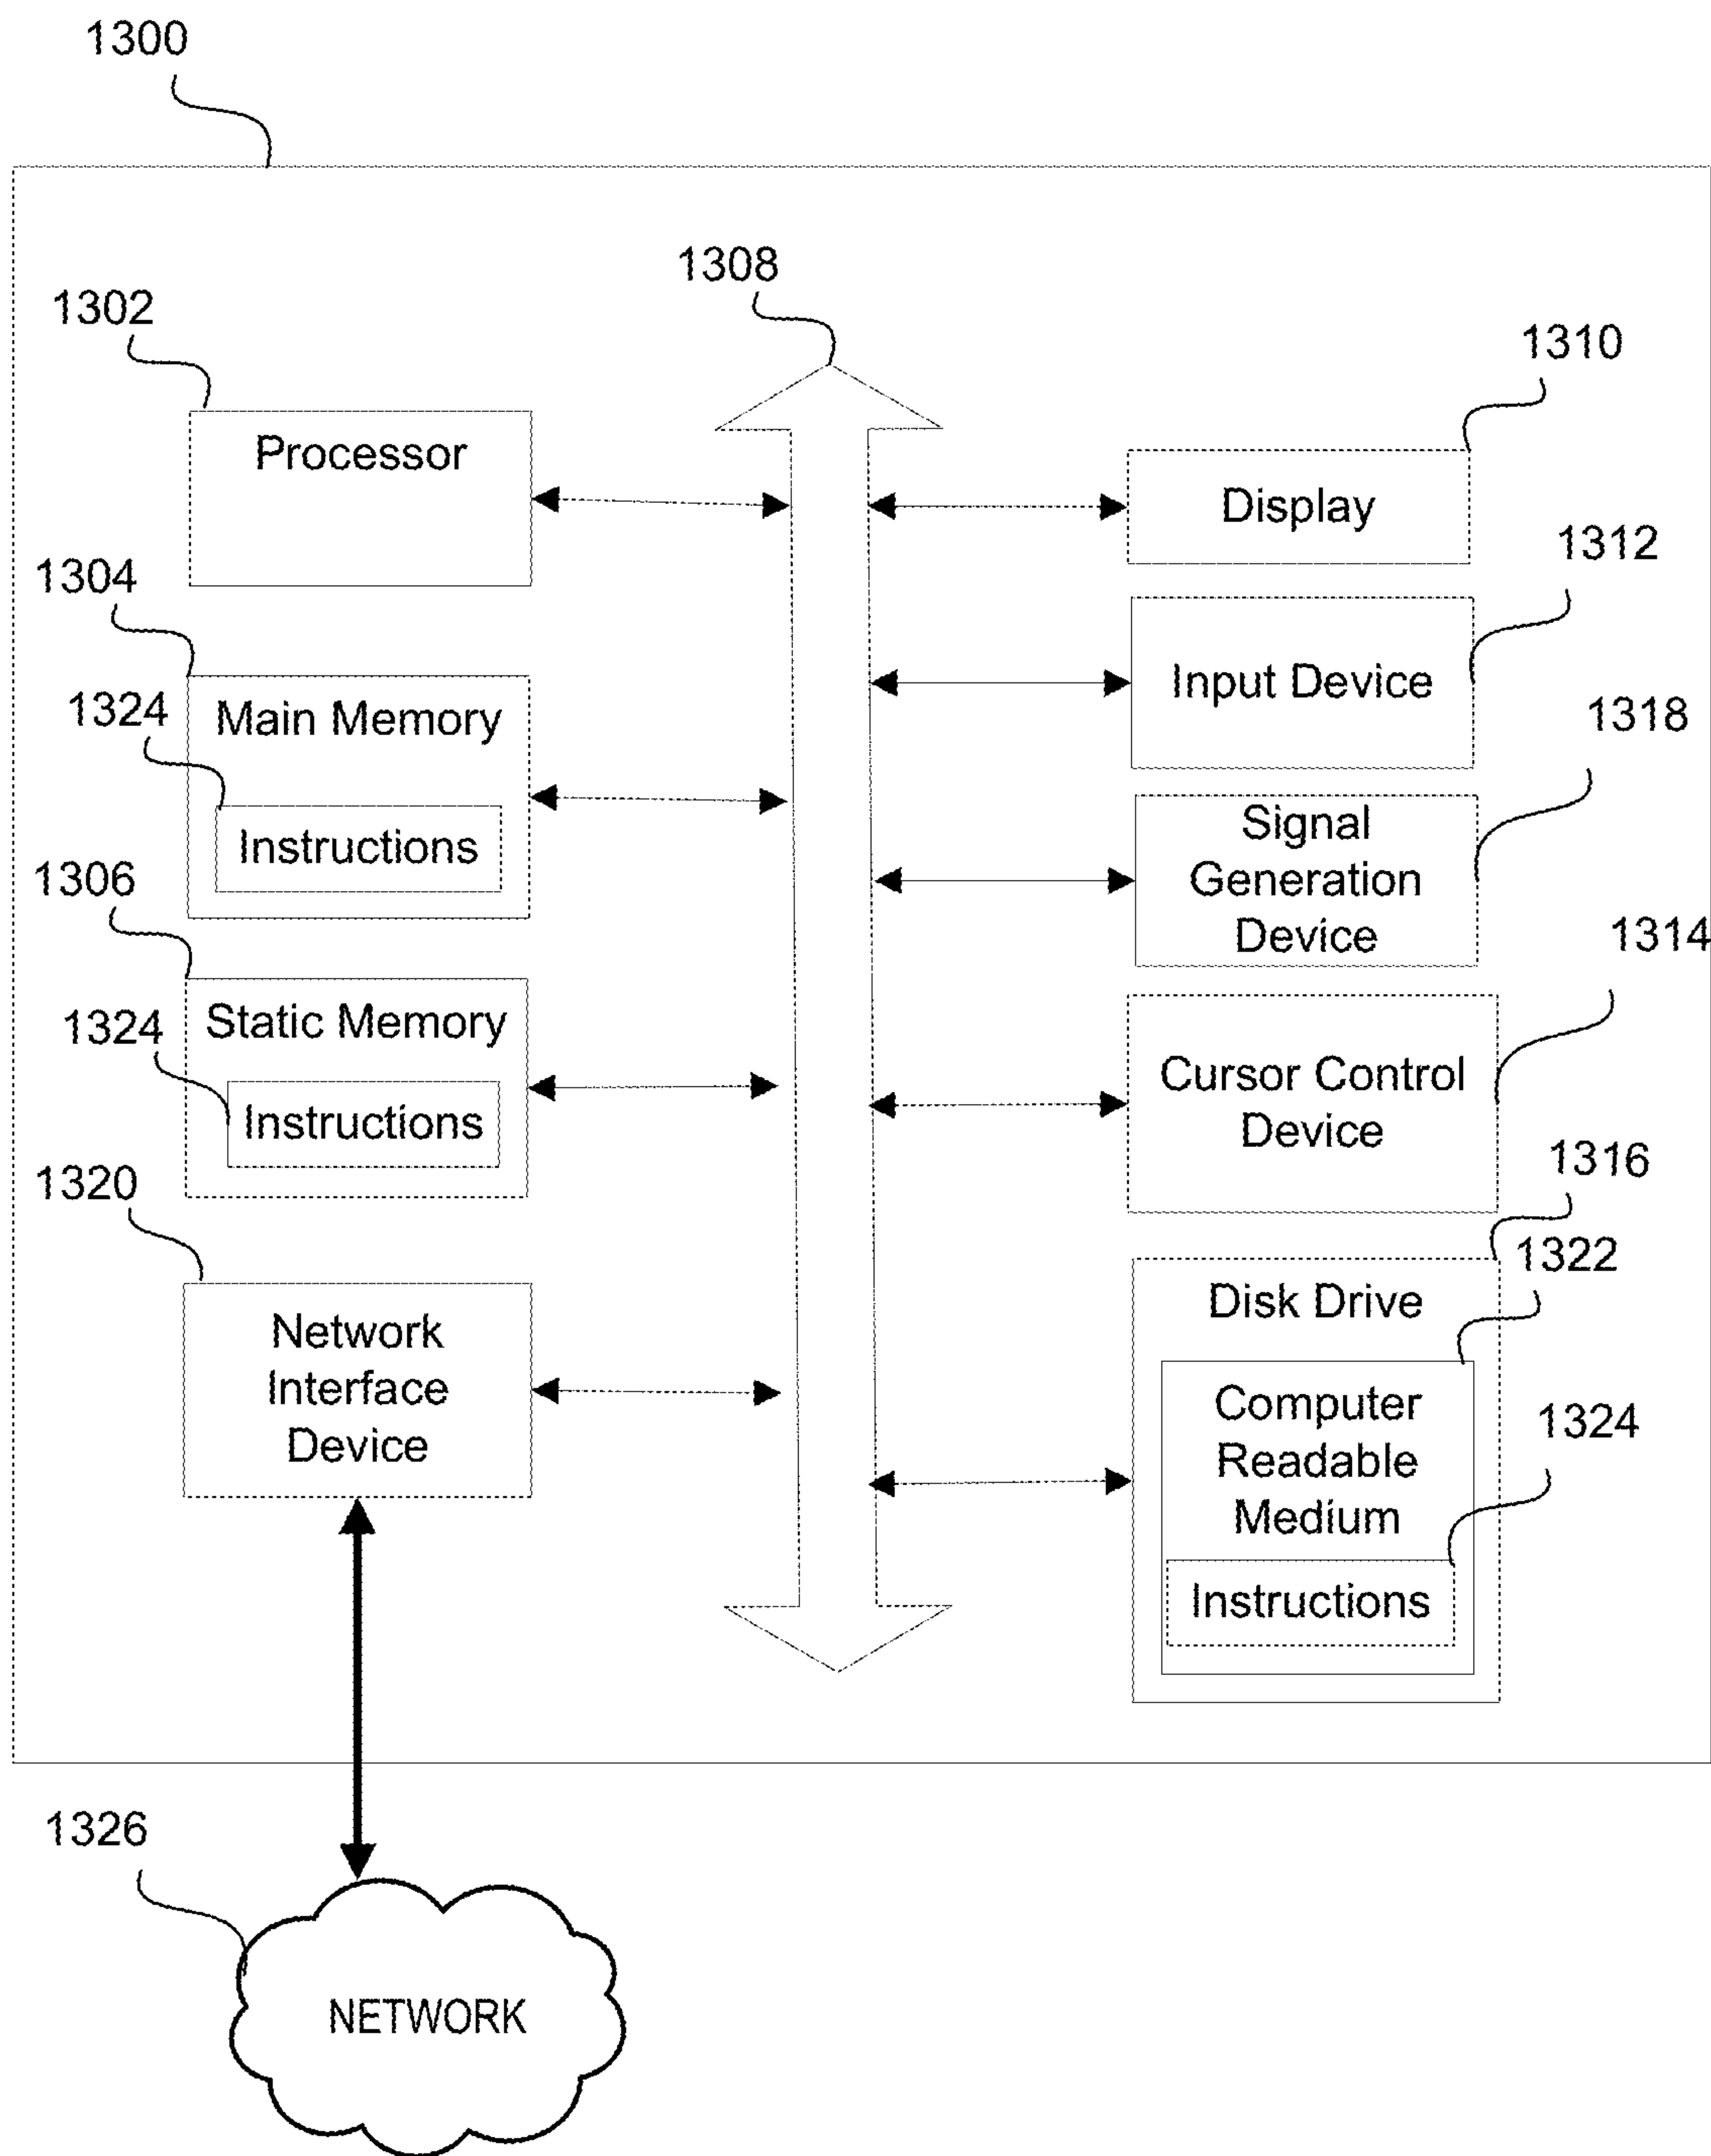 1300
1308
1302
1310
Processor
Display
1312
1304
Input Device
1324
Main Memory
1318
Instructions
Signal
Generation
Device
1306
1314
Static Memory
1324
Instructions
Cursor Control
Device
1320
1316
1322
Network
Interface
Device
Disk Drive
Computer
Readable
Medium
1324
Instructions
1326
NETWORK